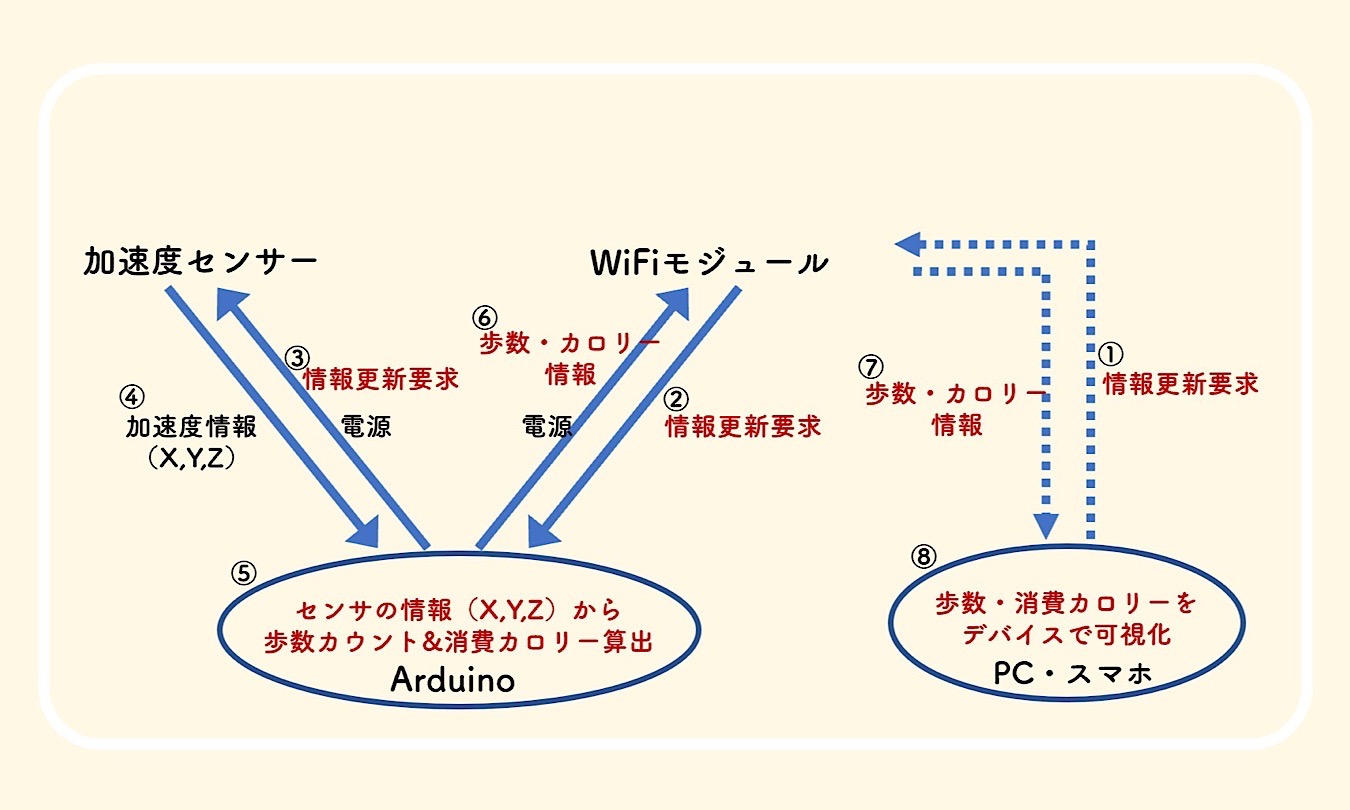 加速度センサー
WiFiモジュール
⑥
歩数・カロリー
情報
③
情報更新要求
①
情報更新要求
⑦
歩数・カロリー
情報
④
加速度情報
（X,Y,Z）
電源
電源
②
情報更新要求
⑤
センサの情報（X,Y,Z）から
歩数カウント&消費カロリー算出
Arduino
⑧
歩数・消費カロリーを
デバイスで可視化
PC・スマホ